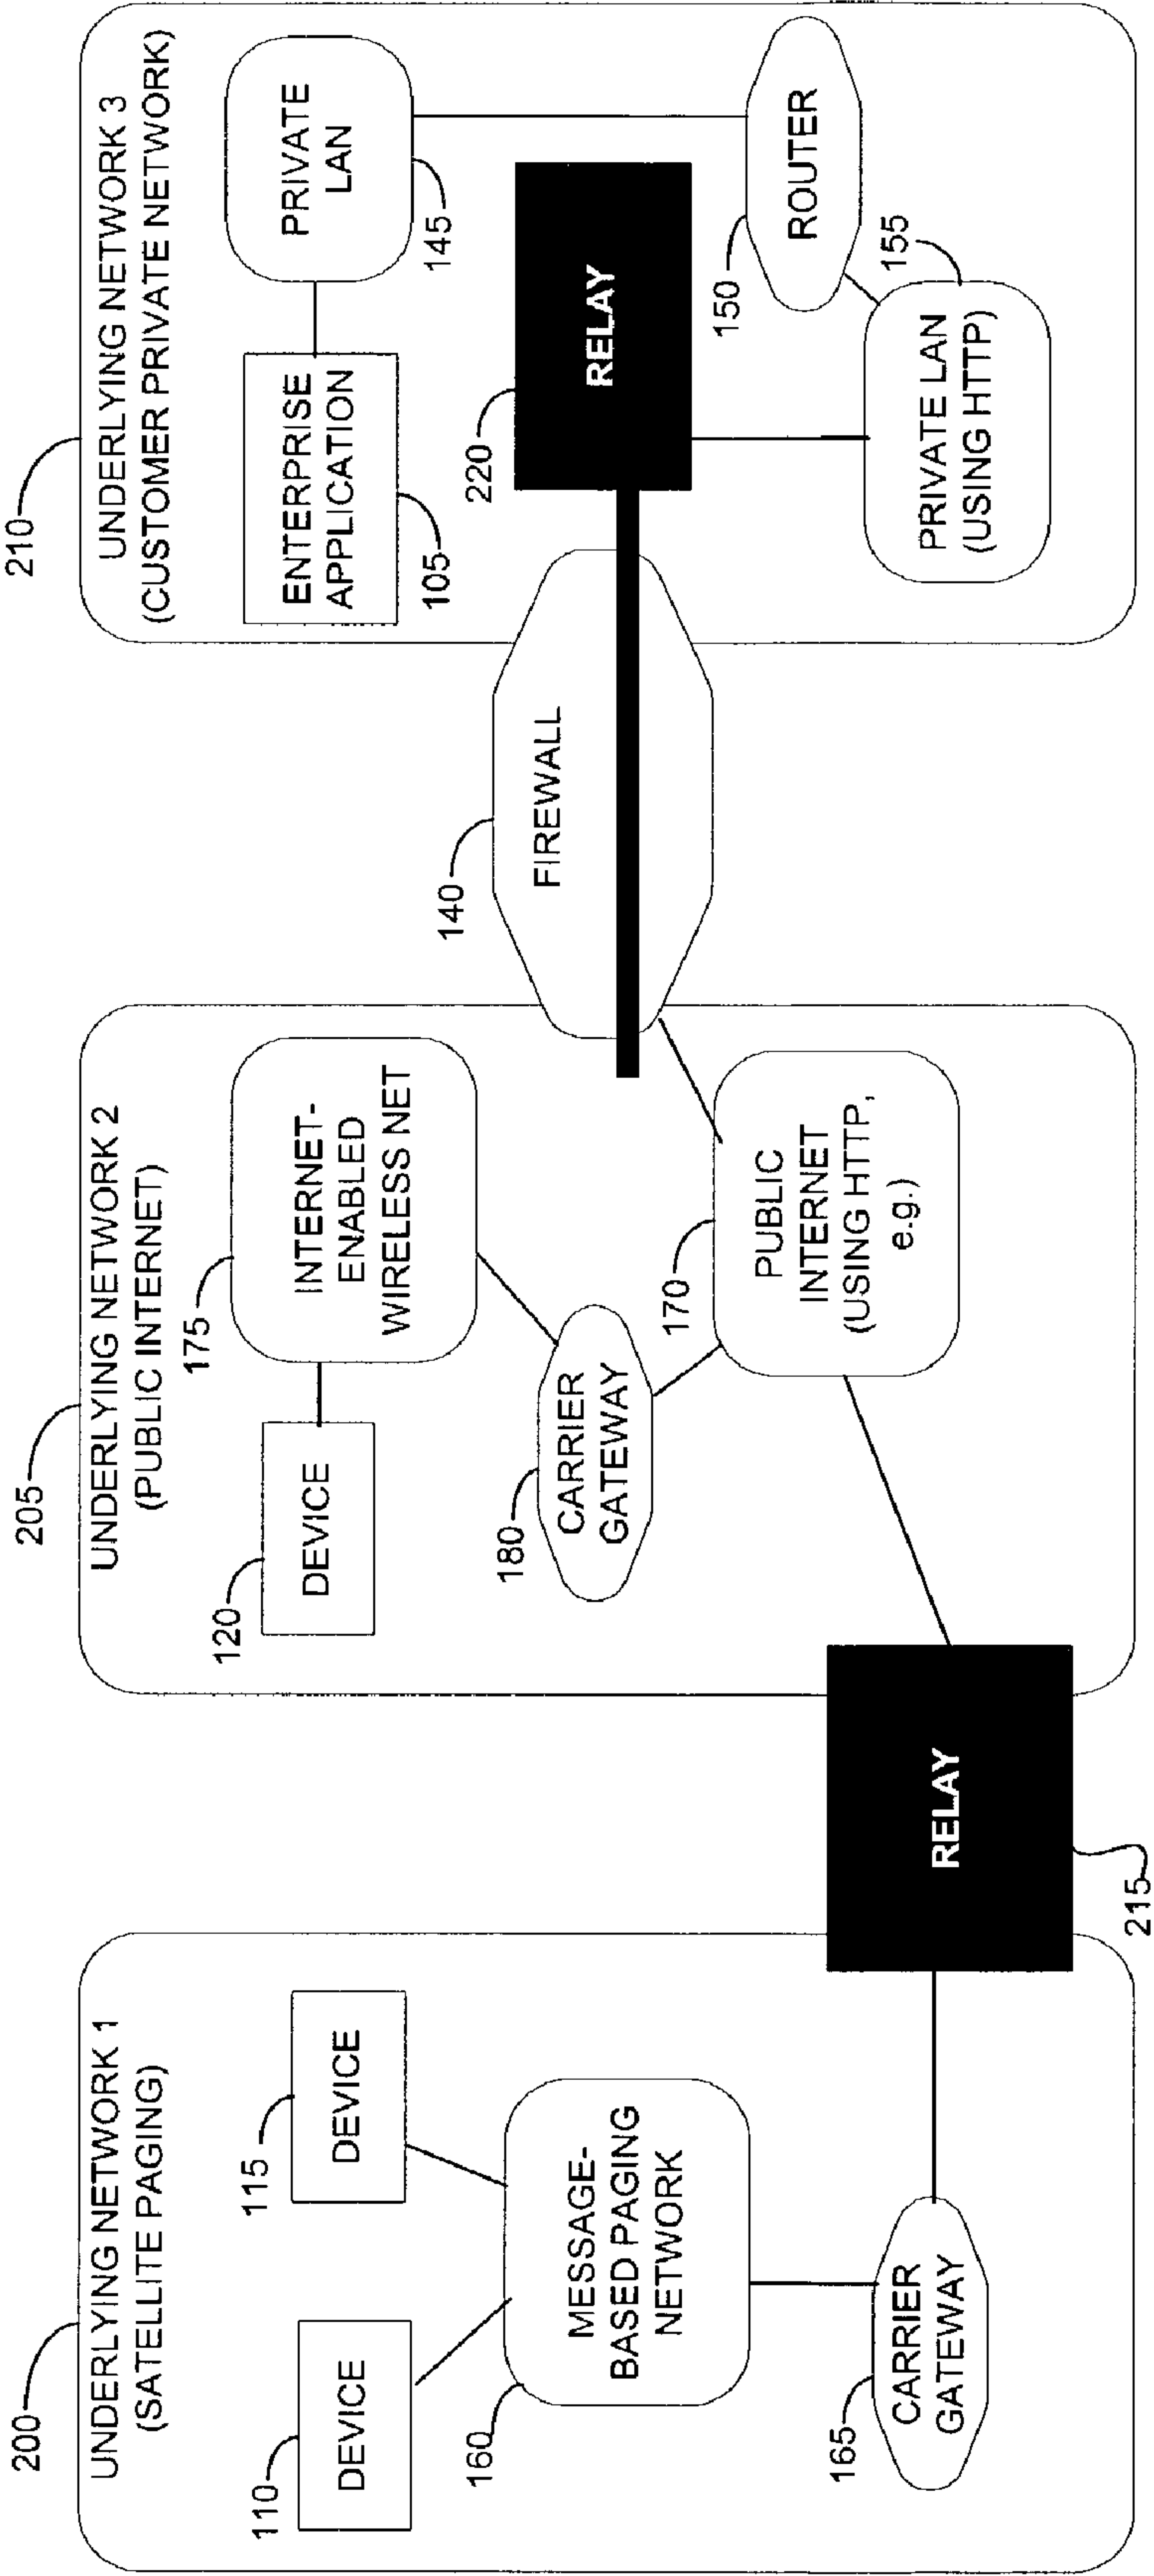 200
UNDERLYING NETWORK 1
(SATELLITE PAGING)
110
DEVICE
115
DEVICE
160
MESSAGE-
BASED PAGING
NETWORK
165
CARRIER
GATEWAY
RELAY
215
205
UNDERLYING NETWORK 2
(PUBLIC INTERNET)
120
DEVICE
175
INTERNET-
ENABLED
WIRELESS NET
180
CARRIER
GATEWAY
170
PUBLIC
INTERNET
(USING HTTP,
e.g.)
140
FIREWALL
210
UNDERLYING NETWORK 3
(CUSTOMER PRIVATE NETWORK)
ENTERPRISE
APPLICATION
105
PRIVATE
LAN
145
220
RELAY
150
ROUTER
155
PRIVATE LAN
(USING HTTP)